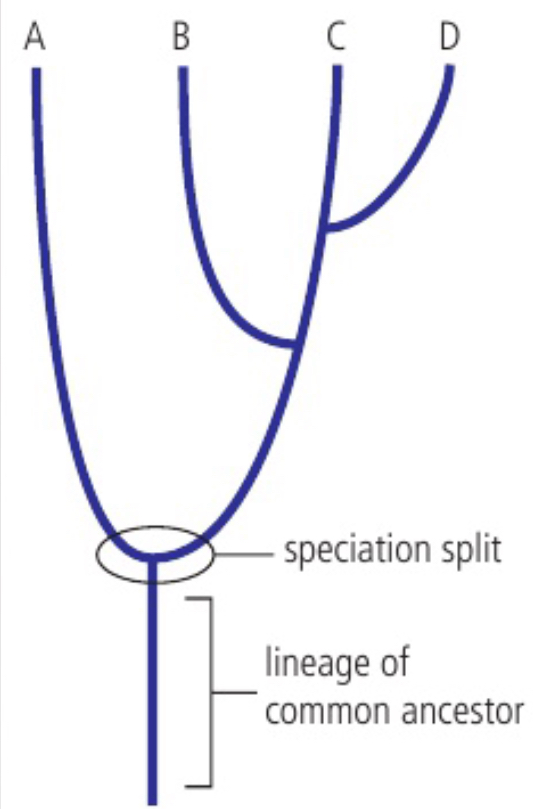 A B C D
speciation split
lineage of
common ancestor